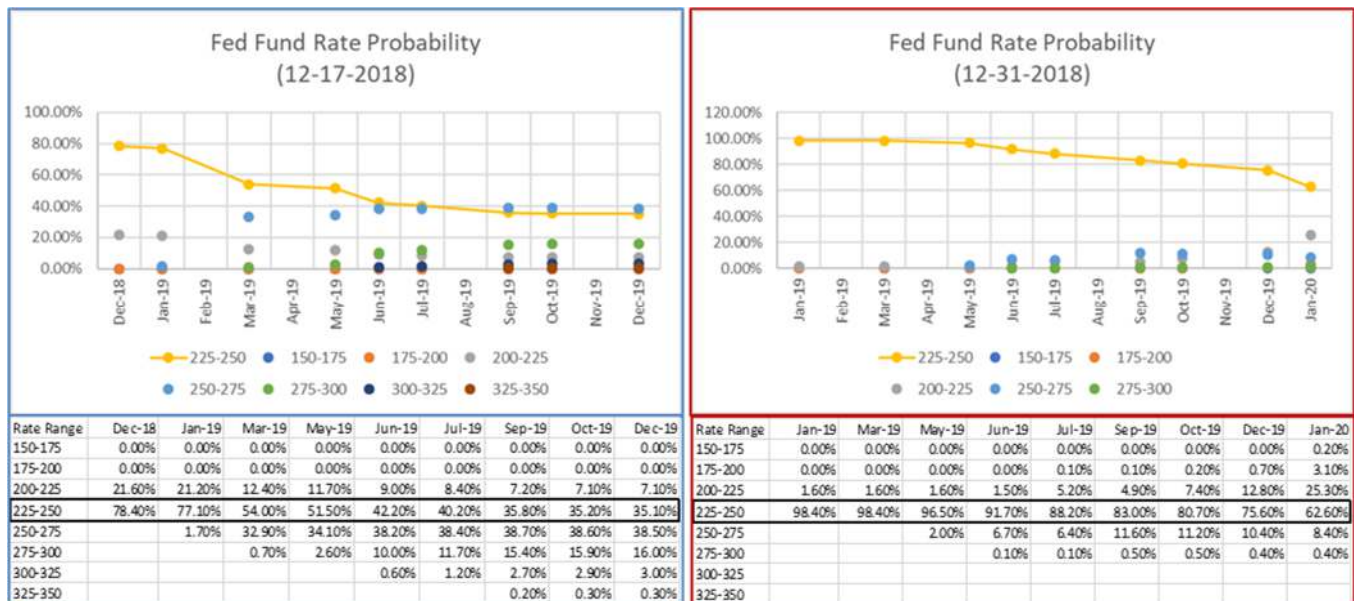 Fed Fund Rate Probability
(12-17-2018)
100.00%
80.00%
60.00%
40.00%
20.00%
0.00%
Dec-18 Jan-19 Feb-19 Mar-19 Apr-19 May-19 Jun-19 Jul-19 Aug-19 Sep-19 Oct-19 Nov-19 Dec-19
225-250 150-175 175-200 200-225
250-275 275-300 300-325 325-350
Rate Range Dec-18 Jan-19 Mar-19 May-19 Jun-19 Jul-19 Sep-19 Oct-19 Dec-19
150-175 0.00% 0.00% 0.00% 0.00% 0.00% 0.00% 0.00% 0.00% 0.00%
175-200 0.00% 0.00% 0.00% 0.00% 0.00% 0.00% 0.00% 0.00% 0.00%
200-225 21.60% 21.20% 12.40% 11.70% 9.00% 8.40% 7.20% 7.10% 7.10%
225-250 78.40% 77.10% 54.00% 51.50% 42.20% 40.20% 35.80% 35.20% 35.10%
250-275 1.70% 32.90% 34.10% 38.20% 38.40% 38.70% 38.60% 38.50%
275-300 0.70% 2.60% 10.00% 11.70% 15.40% 15.90% 16.00%
300-325 0.60% 1.20% 2.70% 2.90% 3.00%
325-350 0.20% 0.30% 0.30%
Fed Fund Rate Probability
(12-31-2018)
120.00%
100.00%
80.00%
60.00%
40.00%
20.00%
0.00%
Jan-19 Feb-19 Mar-19 Apr-19 May-19 Jun-19 Jul-19 Aug-19 Sep-19 Oct-19 Nov-19 Dec-19 Jan-20
225-250 150-175 175-200
200-225 250-275 275-300
Rate Range Jan-19 Mar-19 May-19 Jun-19 Jul-19 Sep-19 Oct-19 Dec-19 Jan-20
150-175 0.00% 0.00% 0.00% 0.00% 0.00% 0.00% 0.00% 0.00% 0.20%
175-200 0.00% 0.00% 0.00% 0.00% 0.10% 0.10% 0.20% 0.70% 3.10%
200-225 1.60% 1.60% 1.60% 1.50% 5.20% 4.90% 7.40% 12.80% 25.30%
225-250 98.40% 98.40% 96.50% 91.70% 88.20% 83.00% 80.70% 75.60% 62.60%
250-275 2.00% 6.70% 6.40% 11.60% 11.20% 10.40% 8.40%
275-300 0.10% 0.10% 0.50% 0.50% 0.40% 0.40%
300-325
325-350